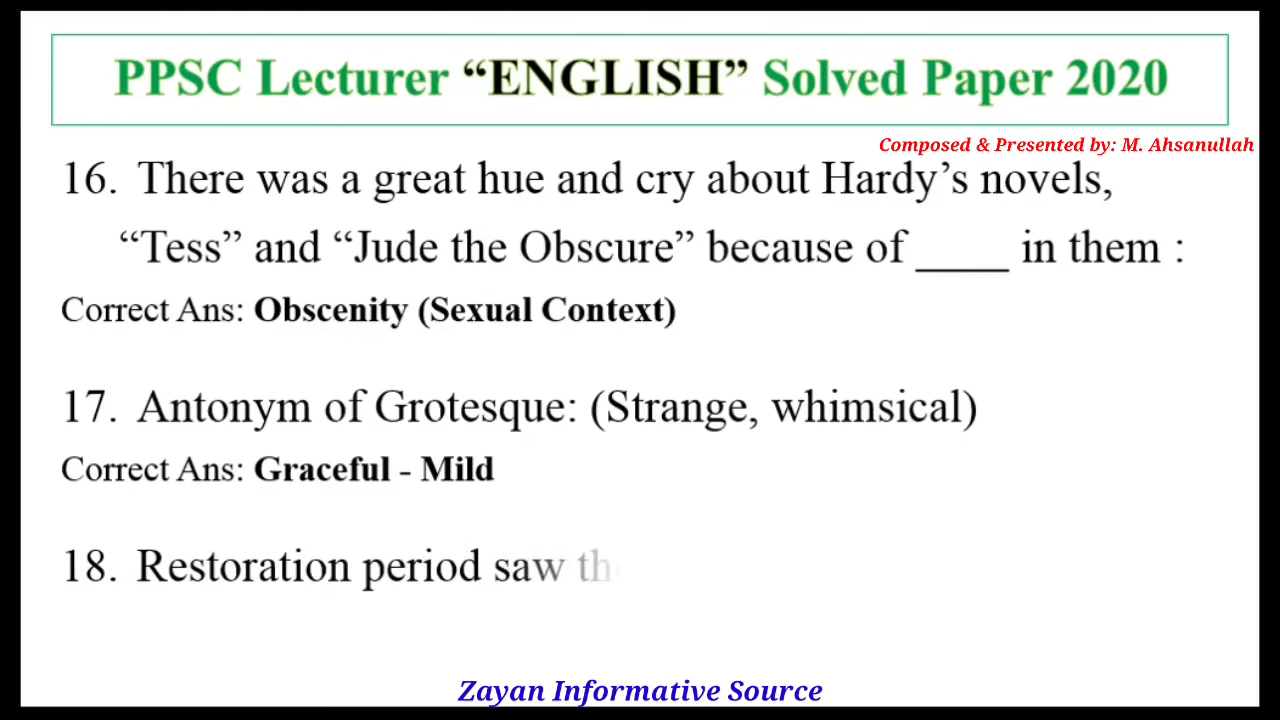 PPSC Lecturer “ENGLISH” Solved Paper 2020
Composed & Presented by: M. Ahsanullah
16. There was a great hue and cry about Hardy’s novels,
“Tess” and “Jude the Obscure” because of ____ in them :
Correct Ans: Obscenity (Sexual Context)
17. Antonym of Grotesque: (Strange, whimsical)
Correct Ans: Graceful - Mild
18. Restoration period saw
Zayan Informative Source